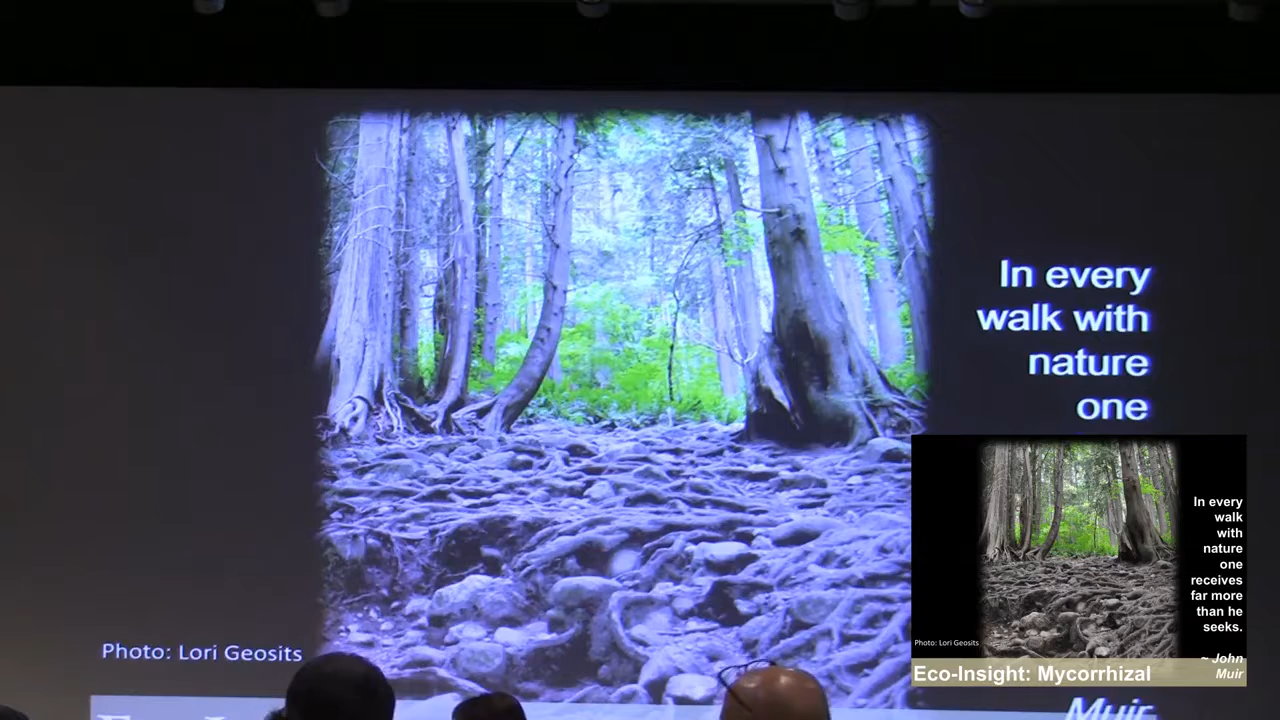 In every
walk with
nature
one
Photo: Lori Geosits
Muir
In every
walk
with
nature
one
receives
far more
than he
seeks.
~ John
Muir
Photo: Lori Geosits
Eco-Insight: Mycorrhizal